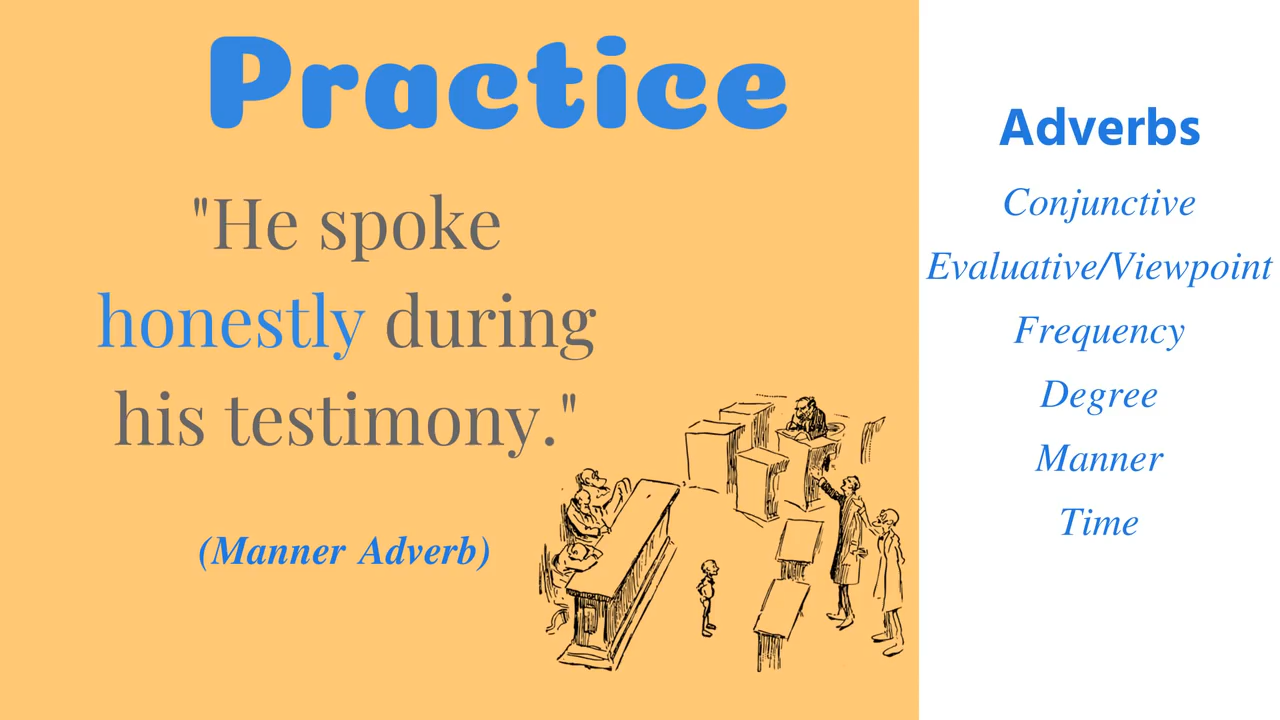 Practice
"He spoke
honestly during
his testimony."
(Manner Adverb)
Adverbs
Conjunctive
Evaluative/Viewpoint
Frequency
Degree
Manner
Time